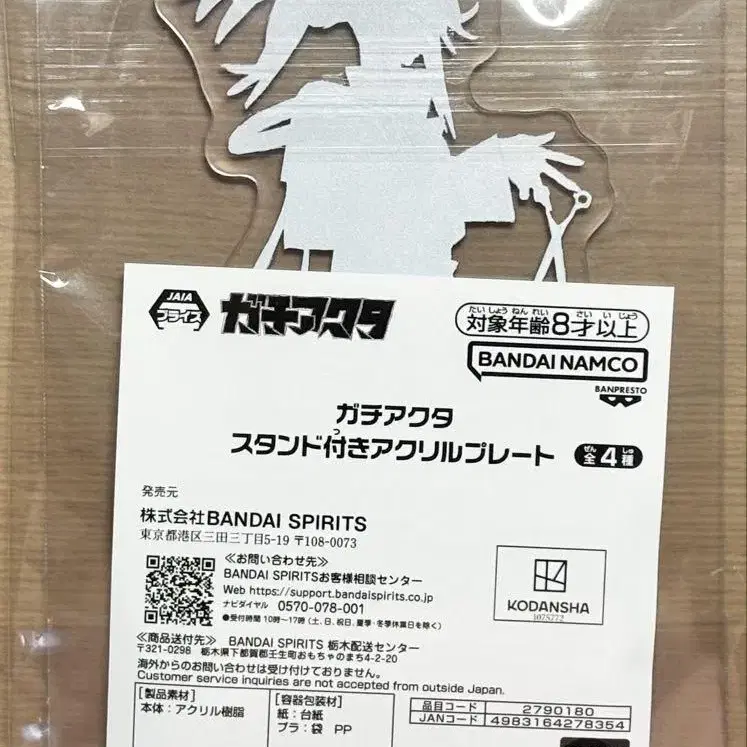 JAIA
プライズ
ガチアクタ
たいしょうねんれい さい いじょう
対象年齢8才以上
BANDAI NAMCO
BANPRESTO
ガチアクタ
っ
スタンド付きアクリルプレート
ぜん しゅ
全4種
発売元
株式会社BANDAI SPIRITS
東京都港区三田三丁目5-19 〒108-0073
≪お問い合わせ先≫
BANDAI SPIRITSお客様相談センター
Web https://support.bandaispirits.co.jp
ナビダイヤル 0570-078-001
●受付時間 10時〜17時 (土、日、祝日、夏季・冬季休業日を除く)
KODANSHA
1075772
≪商品送付先≫ BANDAI SPIRITS 栃木配送センター
〒321-0298 栃木県下都賀郡壬生町おもちゃのまち4-2-20
海外からのお問い合わせは受け付けておりません。
Customer service inquiries are not accepted from outside Japan.
[製品素材]
本体:アクリル樹脂
[容器包装材]
紙:台紙
プラ:袋 PP
品目コード 2790180
JANコード 4983164278354